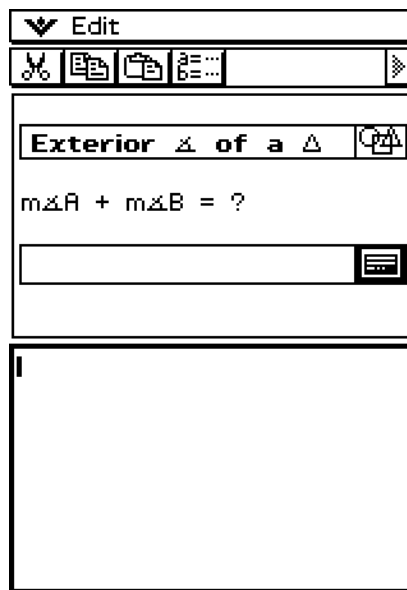 Edit
Exterior ∡ of a △
m∡A + m∡B = ?